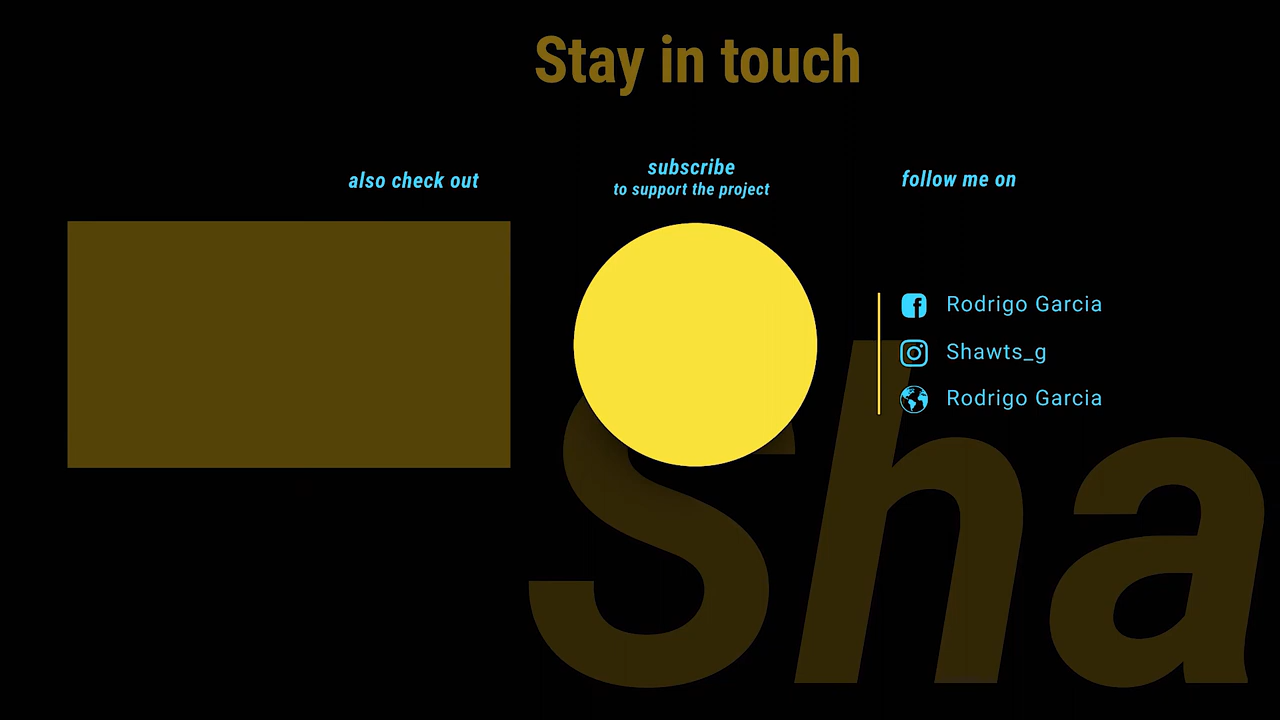 Stay in touch
also check out
subscribe
to support the project
follow me on
Rodrigo Garcia
Shawts_g
Rodrigo Garcia
Sha